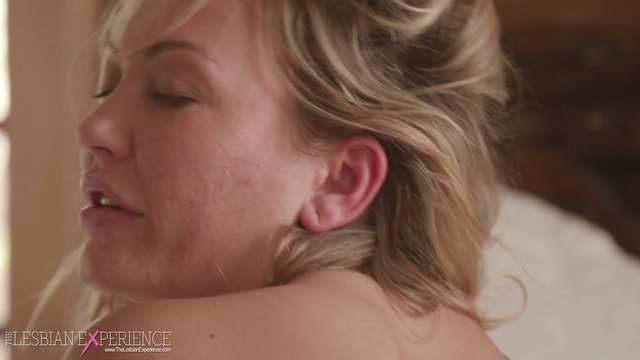 THE LESBIAN EXPERIENCE
www.TheLesbianExperience.com